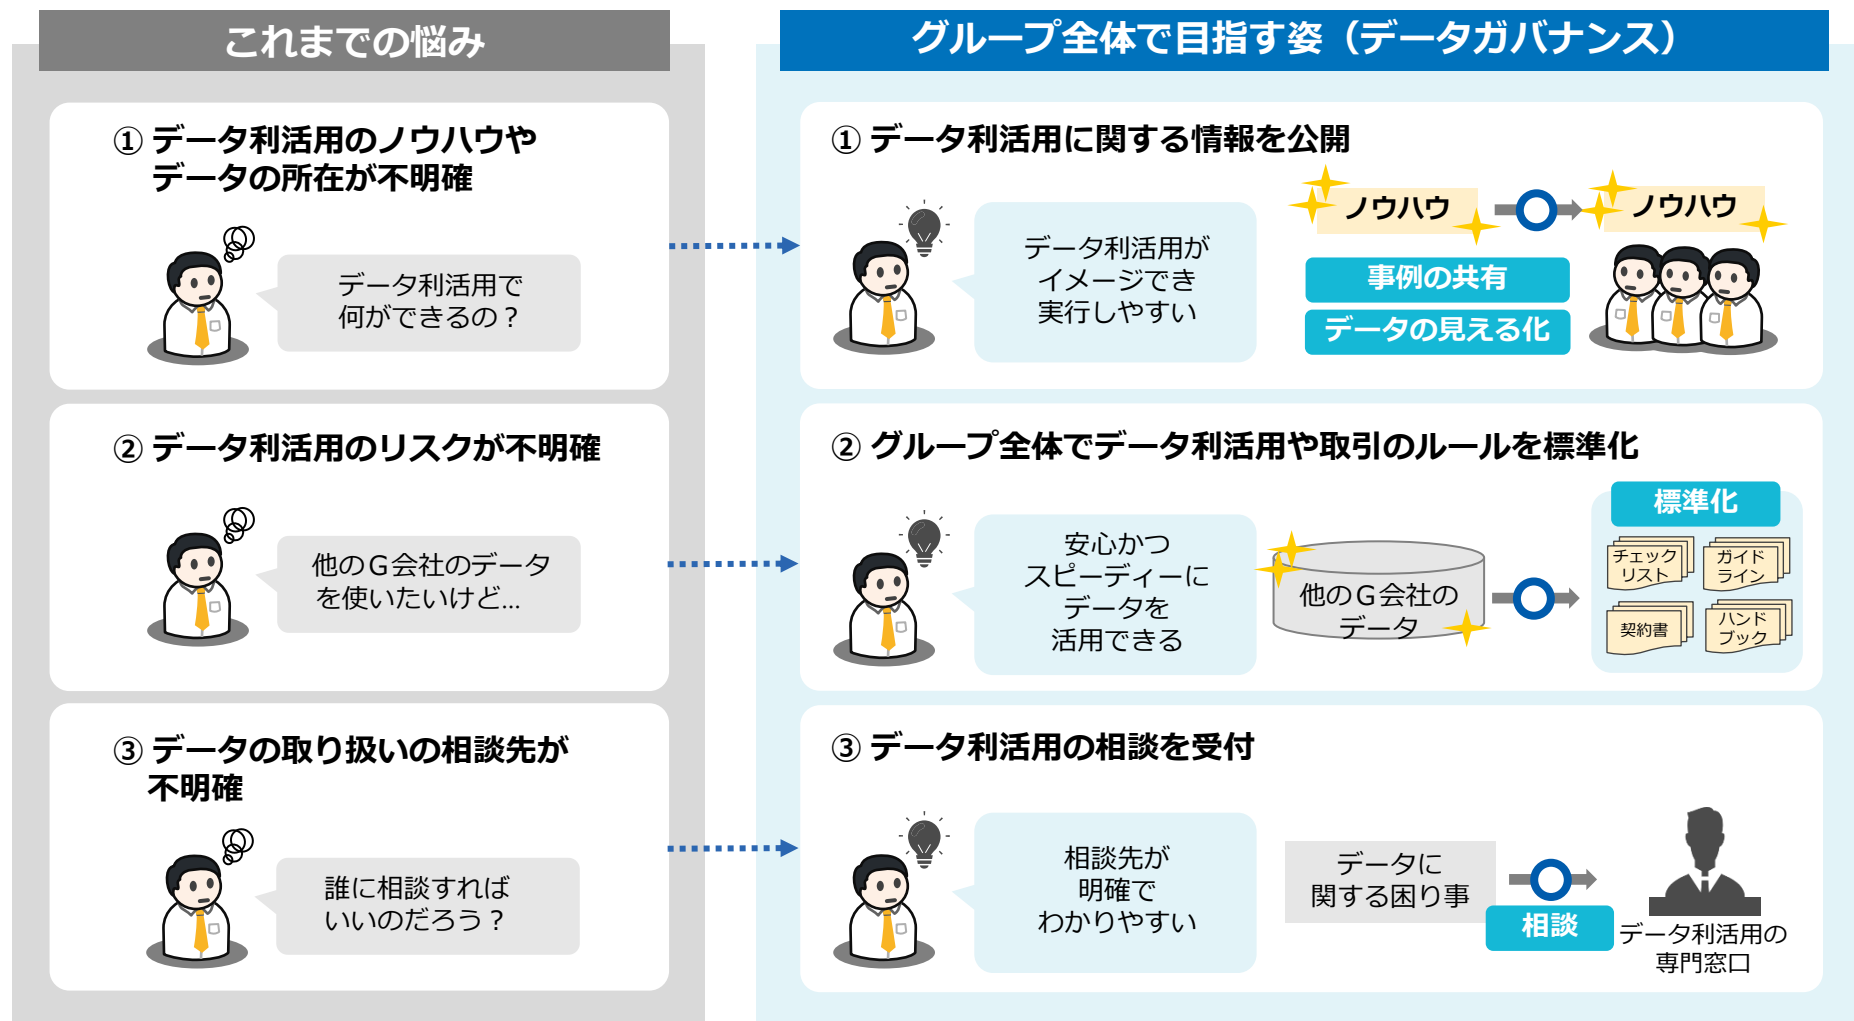 これまでの悩み
① データ利活用のノウハウや
データの所在が不明確
データ利活用で
何ができるの？
② データ利活用のリスクが不明確
他のＧ会社のデータ
を使いたいけど…
③ データの取り扱いの相談先が
不明確
誰に相談すれば
いいのだろう？
グループ全体で目指す姿（データガバナンス）
① データ利活用に関する情報を公開
データ利活用が
イメージでき
実行しやすい
ノウハウ
ノウハウ
事例の共有
データの見える化
② グループ全体でデータ利活用や取引のルールを標準化
安心かつ
スピーディーに
データを
活用できる
他のＧ会社の
データ
標準化
チェック
リスト
ガイド
ライン
契約書
ハンド
ブック
③ データ利活用の相談を受付
相談先が
明確で
わかりやすい
データに
関する困り事
相談
データ利活用の
専門窓口